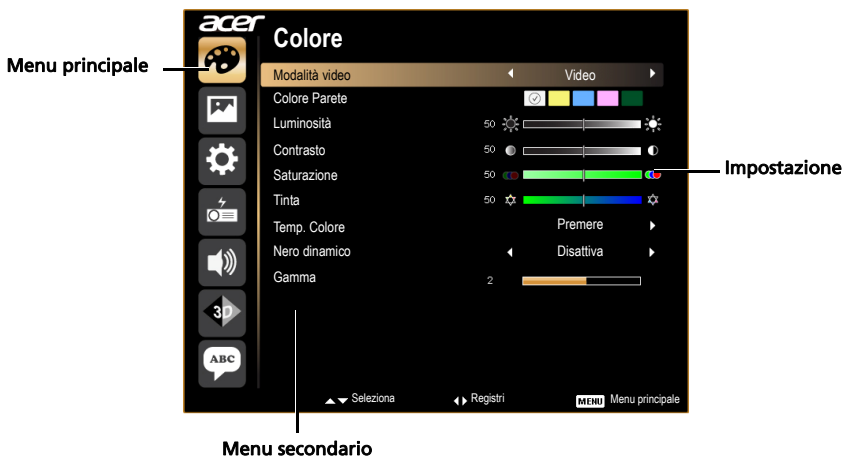 acer
Colore
Menu principale
Modalità video Video
Colore Parete
Luminosità 50
Contrasto 50
Saturazione 50
Impostazione
Tinta 50
Temp. Colore Premere
Nero dinamico Disattiva
Gamma 2
3D
ABC
Seleziona Registri MENU Menu principale
Menu secondario